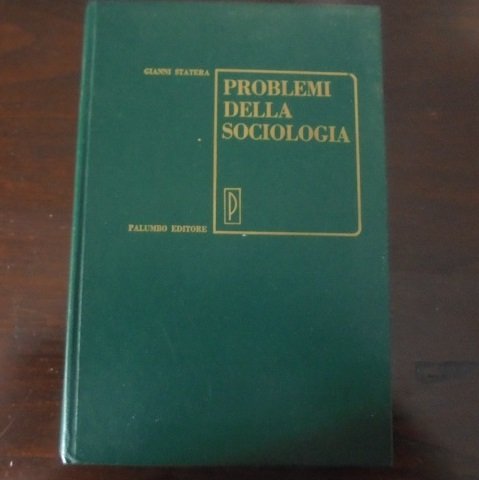 GIANNI STATERA
PROBLEMI
DELLA
SOCIOLOGIA
P
PALUMBO EDITORE